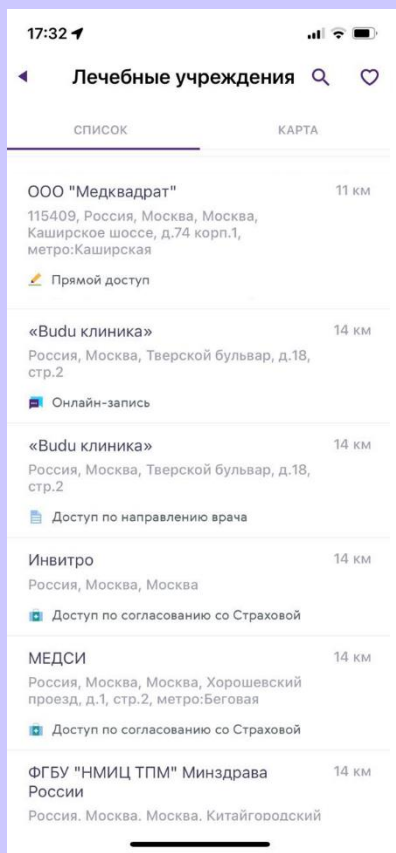 17:32
Лечебные учреждения
СПИСОК
КАРТА
ООО "Медквадрат"
11 км
115409, Россия, Москва, Москва,
Каширское шоссе, д.74 корп.1,
метро:Каширская
Прямой доступ
«Budu клиника»
14 км
Россия, Москва, Тверской бульвар, д.18,
стр.2
Онлайн-запись
«Budu клиника»
14 км
Россия, Москва, Тверской бульвар, д.18,
стр.2
Доступ по направлению врача
Инвитро
14 км
Россия, Москва, Москва
Доступ по согласованию со Страховой
МЕДСИ
14 км
Россия, Москва, Москва, Хорошевский
проезд, д.1, стр.2, метро:Беговая
Доступ по согласованию со Страховой
ФГБУ "НМИЦ ТПМ" Минздрава
России
14 км
Россия, Москва, Москва, Китайгородский